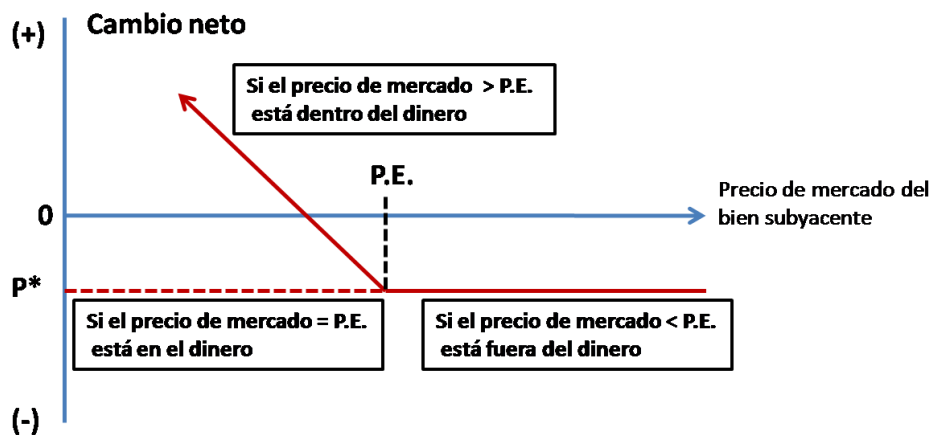 (+)
Cambio neto
Si el precio de mercado > P.E.
está dentro del dinero
P.E.
0
Precio de mercado del
bien subyacente
P*
Si el precio de mercado = P.E.
está en el dinero
Si el precio de mercado < P.E.
está fuera del dinero
(-)